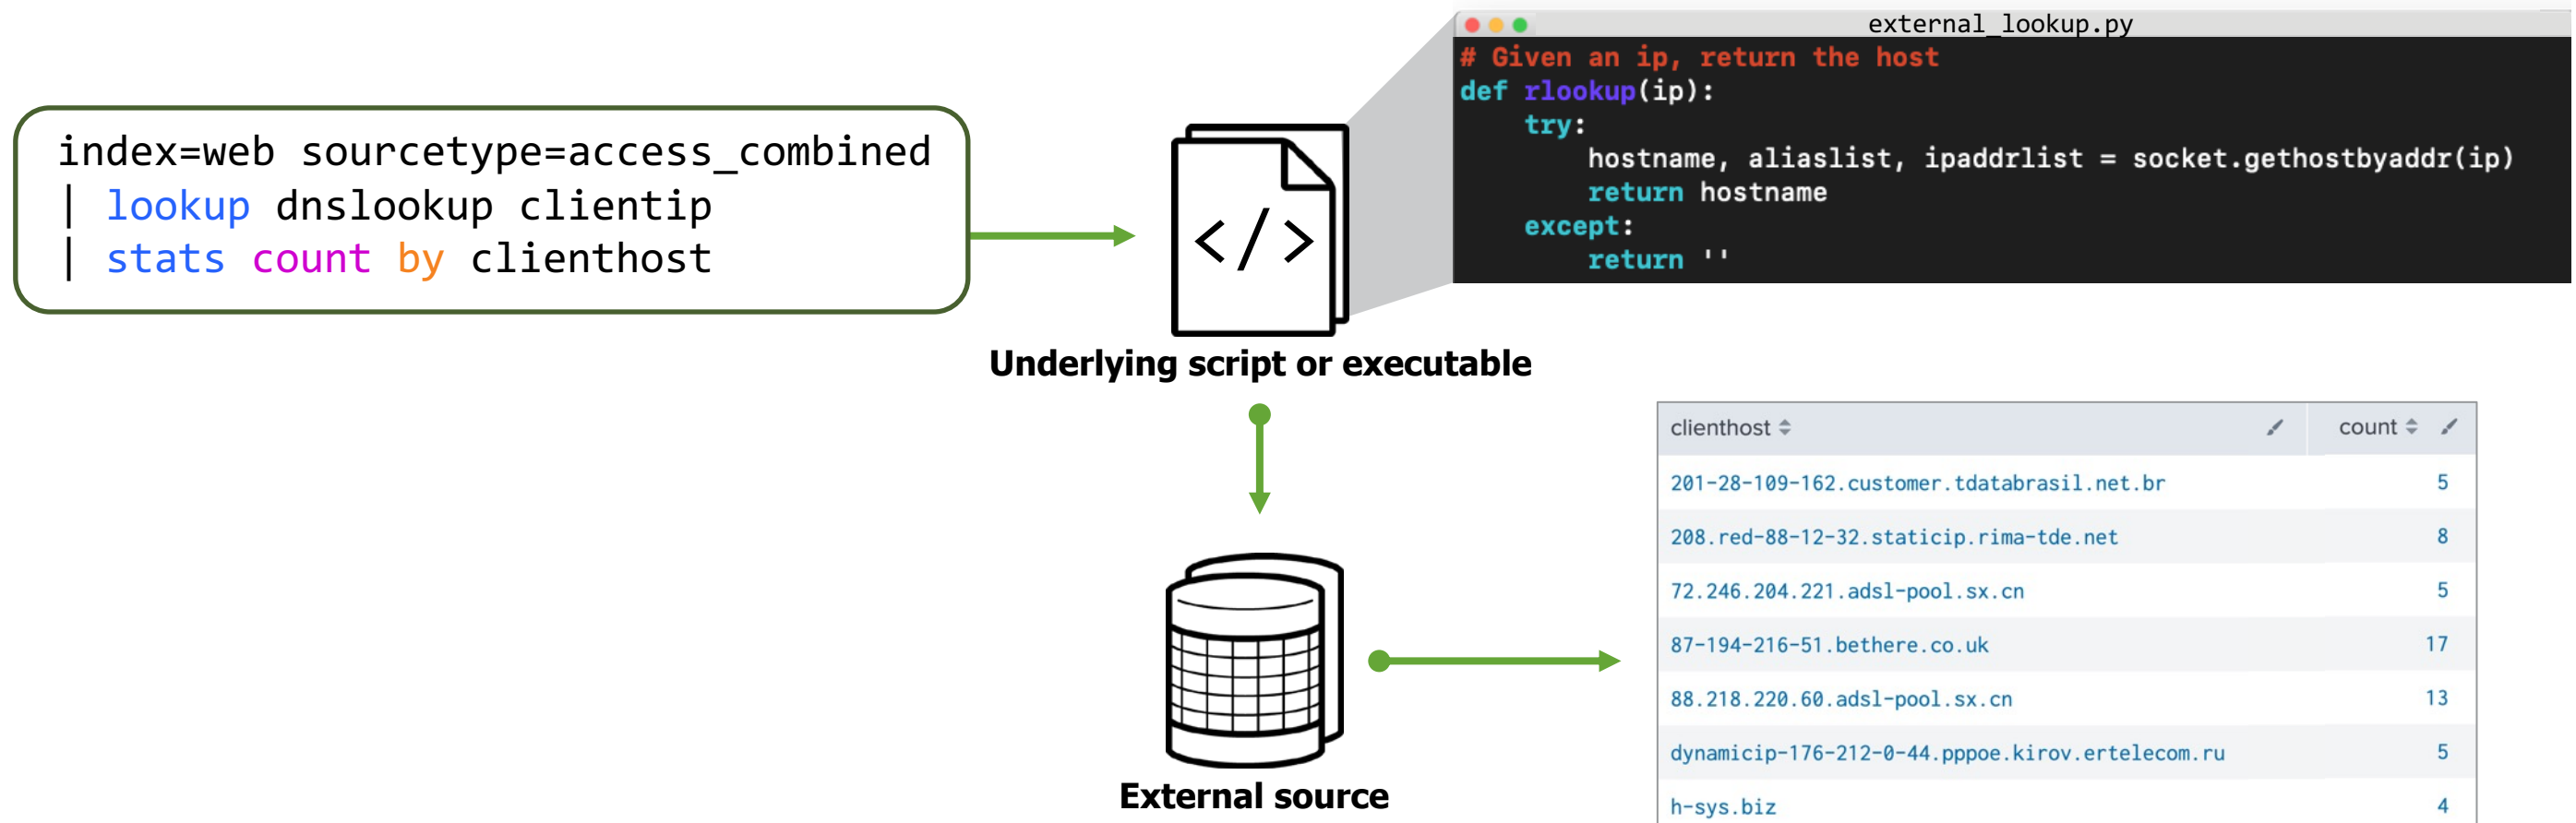 index=web sourcetype=access_combined
| lookup dnslookup clientip
| stats count by clienthost
external_lookup.py
# Given an ip, return the host
def rlookup(ip):
    try:
        hostname, aliaslist, ipaddrlist = socket.gethostbyaddr(ip)
        return hostname
    except:
        return ''
</>
Underlying script or executable
External source
clienthost count
201-28-109-162.customer.tdatabrasil.net.br 5
208.red-88-12-32.staticip.rima-tde.net 8
72.246.204.221.adsl-pool.sx.cn 5
87-194-216-51.bethere.co.uk 17
88.218.220.60.adsl-pool.sx.cn 13
dynamicip-176-212-0-44.pppoe.kirov.ertelecom.ru 5
h-sys.biz 4